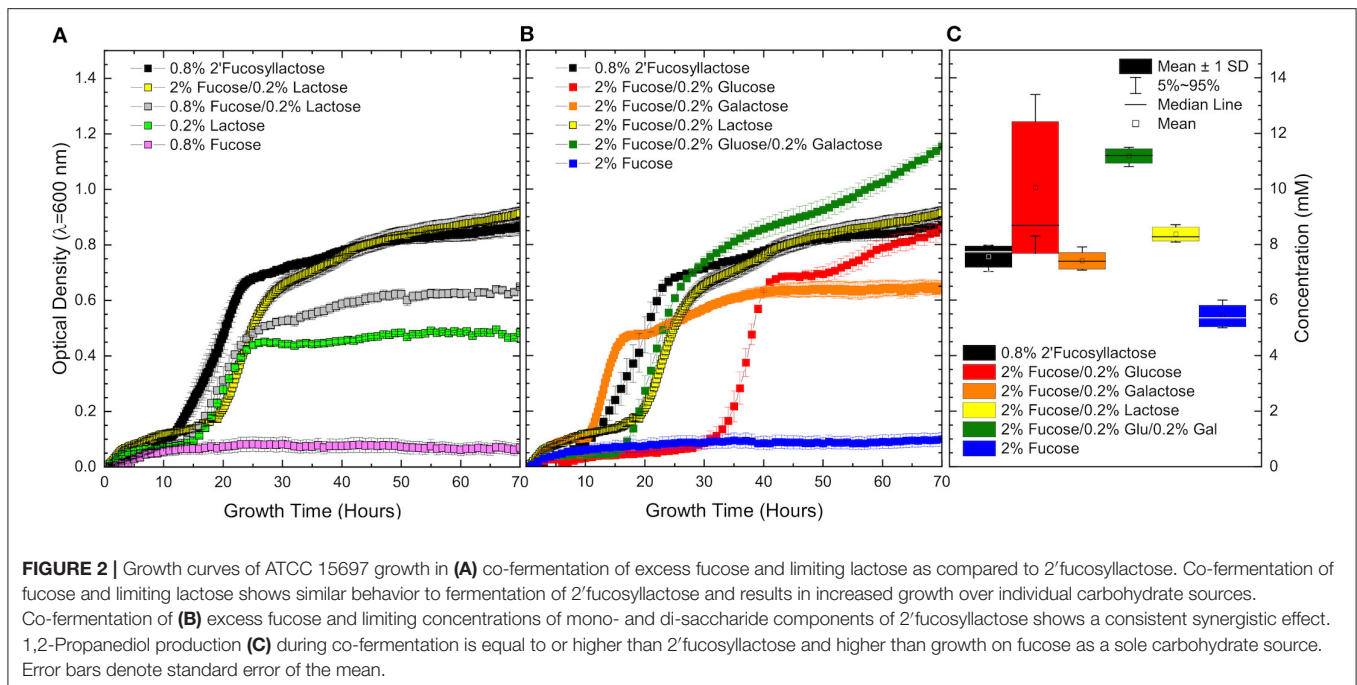 A
0.8% 2'Fucosyllactose
2% Fucose/0.2% Lactose
0.8% Fucose/0.2% Lactose
0.2% Lactose
0.8% Fucose
Optical Density (λ=600 nm)
1.4
1.2
1.0
0.8
0.6
0.4
0.2
0.0
0 10 20 30 40 50 60 70
Growth Time (Hours)
B
0.8% 2'Fucosyllactose
2% Fucose/0.2% Glucose
2% Fucose/0.2% Galactose
2% Fucose/0.2% Lactose
2% Fucose/0.2% Gluose/0.2% Galactose
2% Fucose
10 20 30 40 50 60 70
Growth Time (Hours)
C
Mean ± 1 SD
5%~95%
Median Line
Mean
0.8% 2'Fucosyllactose
2% Fucose/0.2% Glucose
2% Fucose/0.2% Galactose
2% Fucose/0.2% Lactose
2% Fucose/0.2% Glu/0.2% Gal
2% Fucose
14
12
10
8
6
4
2
0
Concentration (mM)
FIGURE 2 | Growth curves of ATCC 15697 growth in (A) co-fermentation of excess fucose and limiting lactose as compared to 2'fucosyllactose. Co-fermentation of
fucose and limiting lactose shows similar behavior to fermentation of 2'fucosyllactose and results in increased growth over individual carbohydrate sources.
Co-fermentation of (B) excess fucose and limiting concentrations of mono- and di-saccharide components of 2'fucosyllactose shows a consistent synergistic effect.
1,2-Propanediol production (C) during co-fermentation is equal to or higher than 2'fucosyllactose and higher than growth on fucose as a sole carbohydrate source.
Error bars denote standard error of the mean.